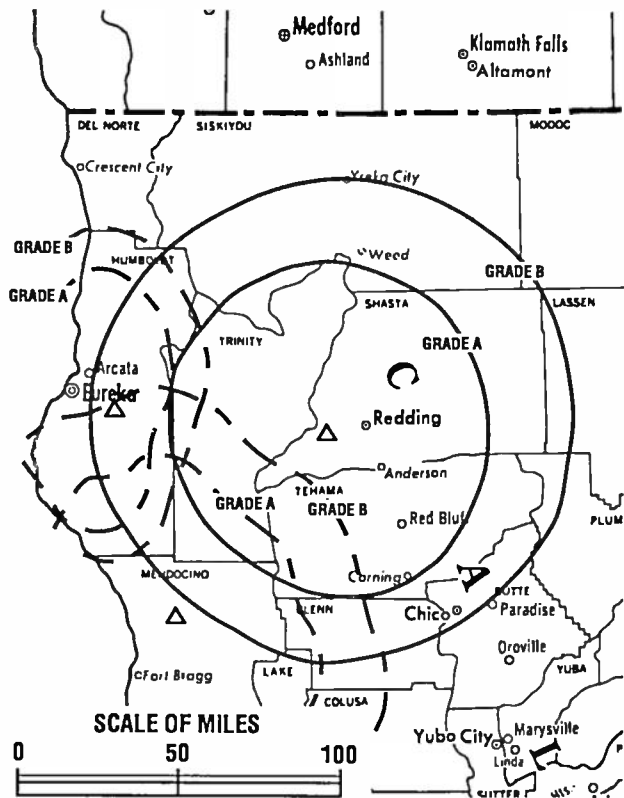 Medford
Ashland
Klamath Falls
Altamont
DEL NORTE
SISKIYOU
MODOC
Crescent City
Yreka City
GRADE B
HUMBOLDT
Weed
GRADE B
GRADE A
SHASTA
LASSEN
TRINITY
GRADE A
C
Arcata
Eureka
Redding
Anderson
TEHAMA
GRADE A
GRADE B
Red Bluff
PLUM
Corning
A
MENDOCINO
GLENN
BUTTE
Chic
Paradise
Oroville
LAKE
Fort Bragg
YUBA
COLUSA
SCALE OF MILES
0 50 100
Yuba City
Marysville
Linda
L
SUTTER